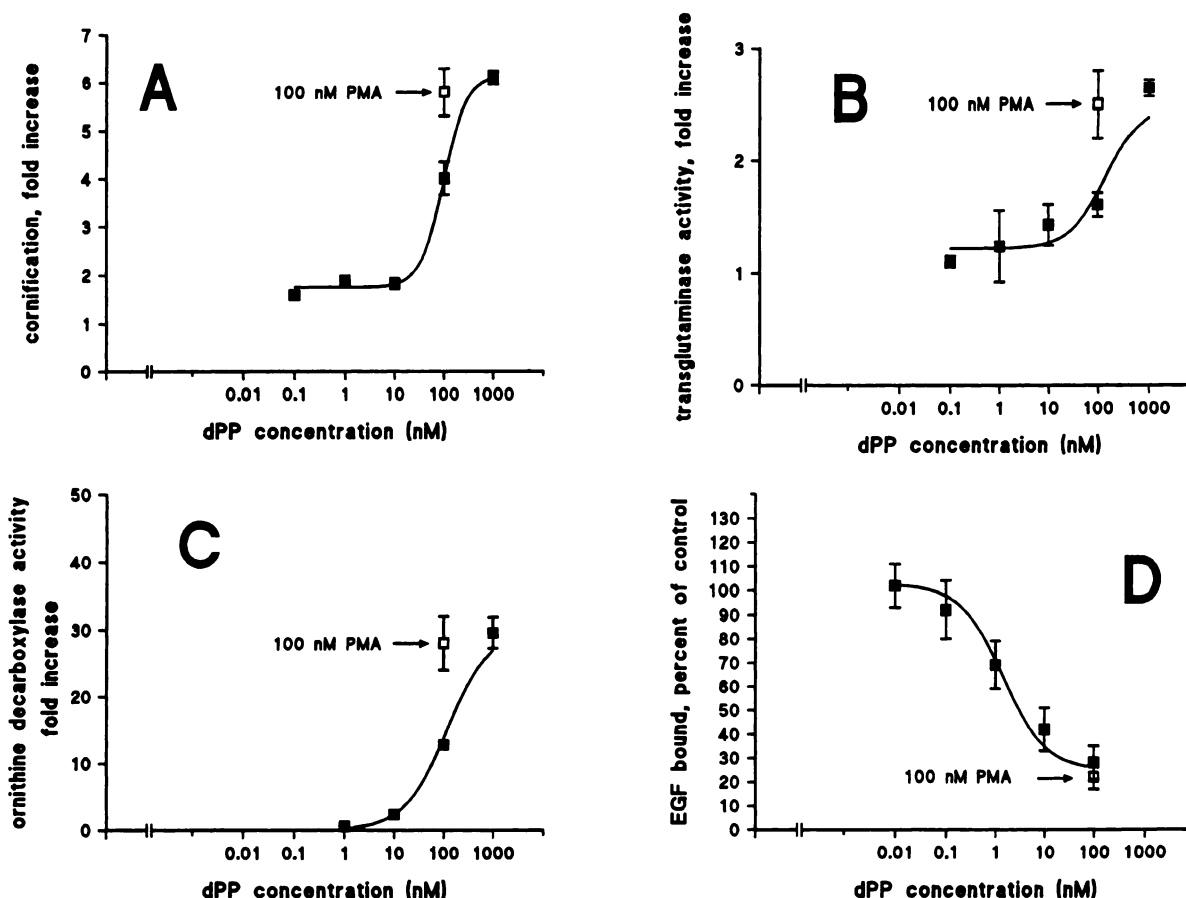 A
cornification, fold increase
7
6
5
4
3
2
1
0
100 nM PMA
0.01 0.1 1 10 100 1000
dPP concentration (nM)
B
transglutaminase activity, fold increase
3
2
1
0
100 nM PMA
0.01 0.1 1 10 100 1000
dPP concentration (nM)
C
ornithine decarboxylase activity
fold increase
50
40
30
20
10
0
100 nM PMA
0.01 0.1 1 10 100 1000
dPP concentration (nM)
D
EGF bound, percent of control
130
120
110
100
90
80
70
60
50
40
30
20
10
0
100 nM PMA
0.01 0.1 1 10 100 1000
dPP concentration (nM)